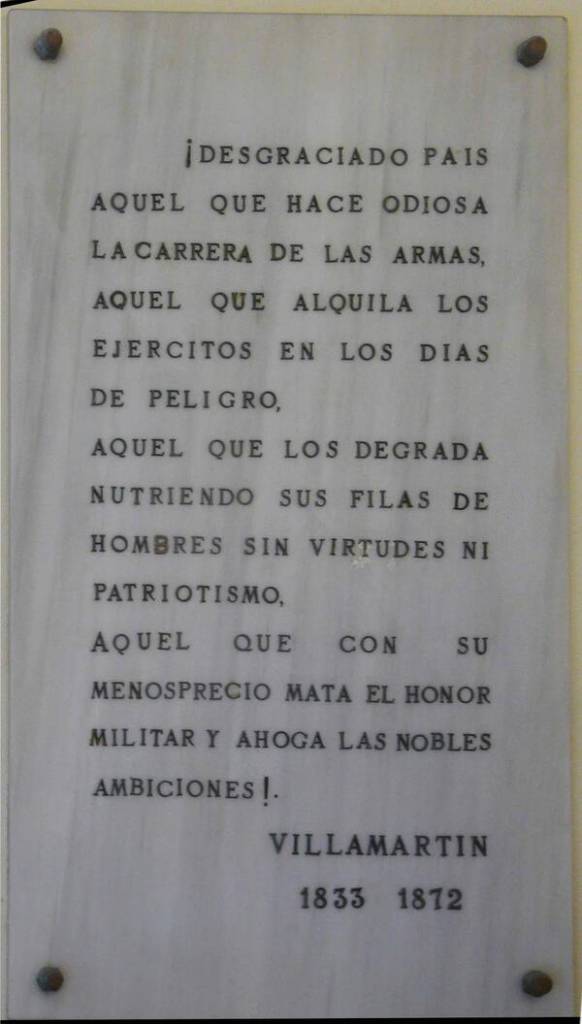 ¡DESGRACIADO PAIS
AQUEL QUE HACE ODIOSA
LA CARRERA DE LAS ARMAS,
AQUEL QUE ALQUILA LOS
EJERCITOS EN LOS DIAS
DE PELIGRO,
AQUEL QUE LOS DEGRADA
NUTRIENDO SUS FILAS DE
HOMBRES SIN VIRTUDES NI
PATRIOTISMO,
AQUEL QUE CON SU
MENOSPRECIO MATA EL HONOR
MILITAR Y AHOGA LAS NOBLES
AMBICIONES!.
VILLAMARTIN
1833 1872